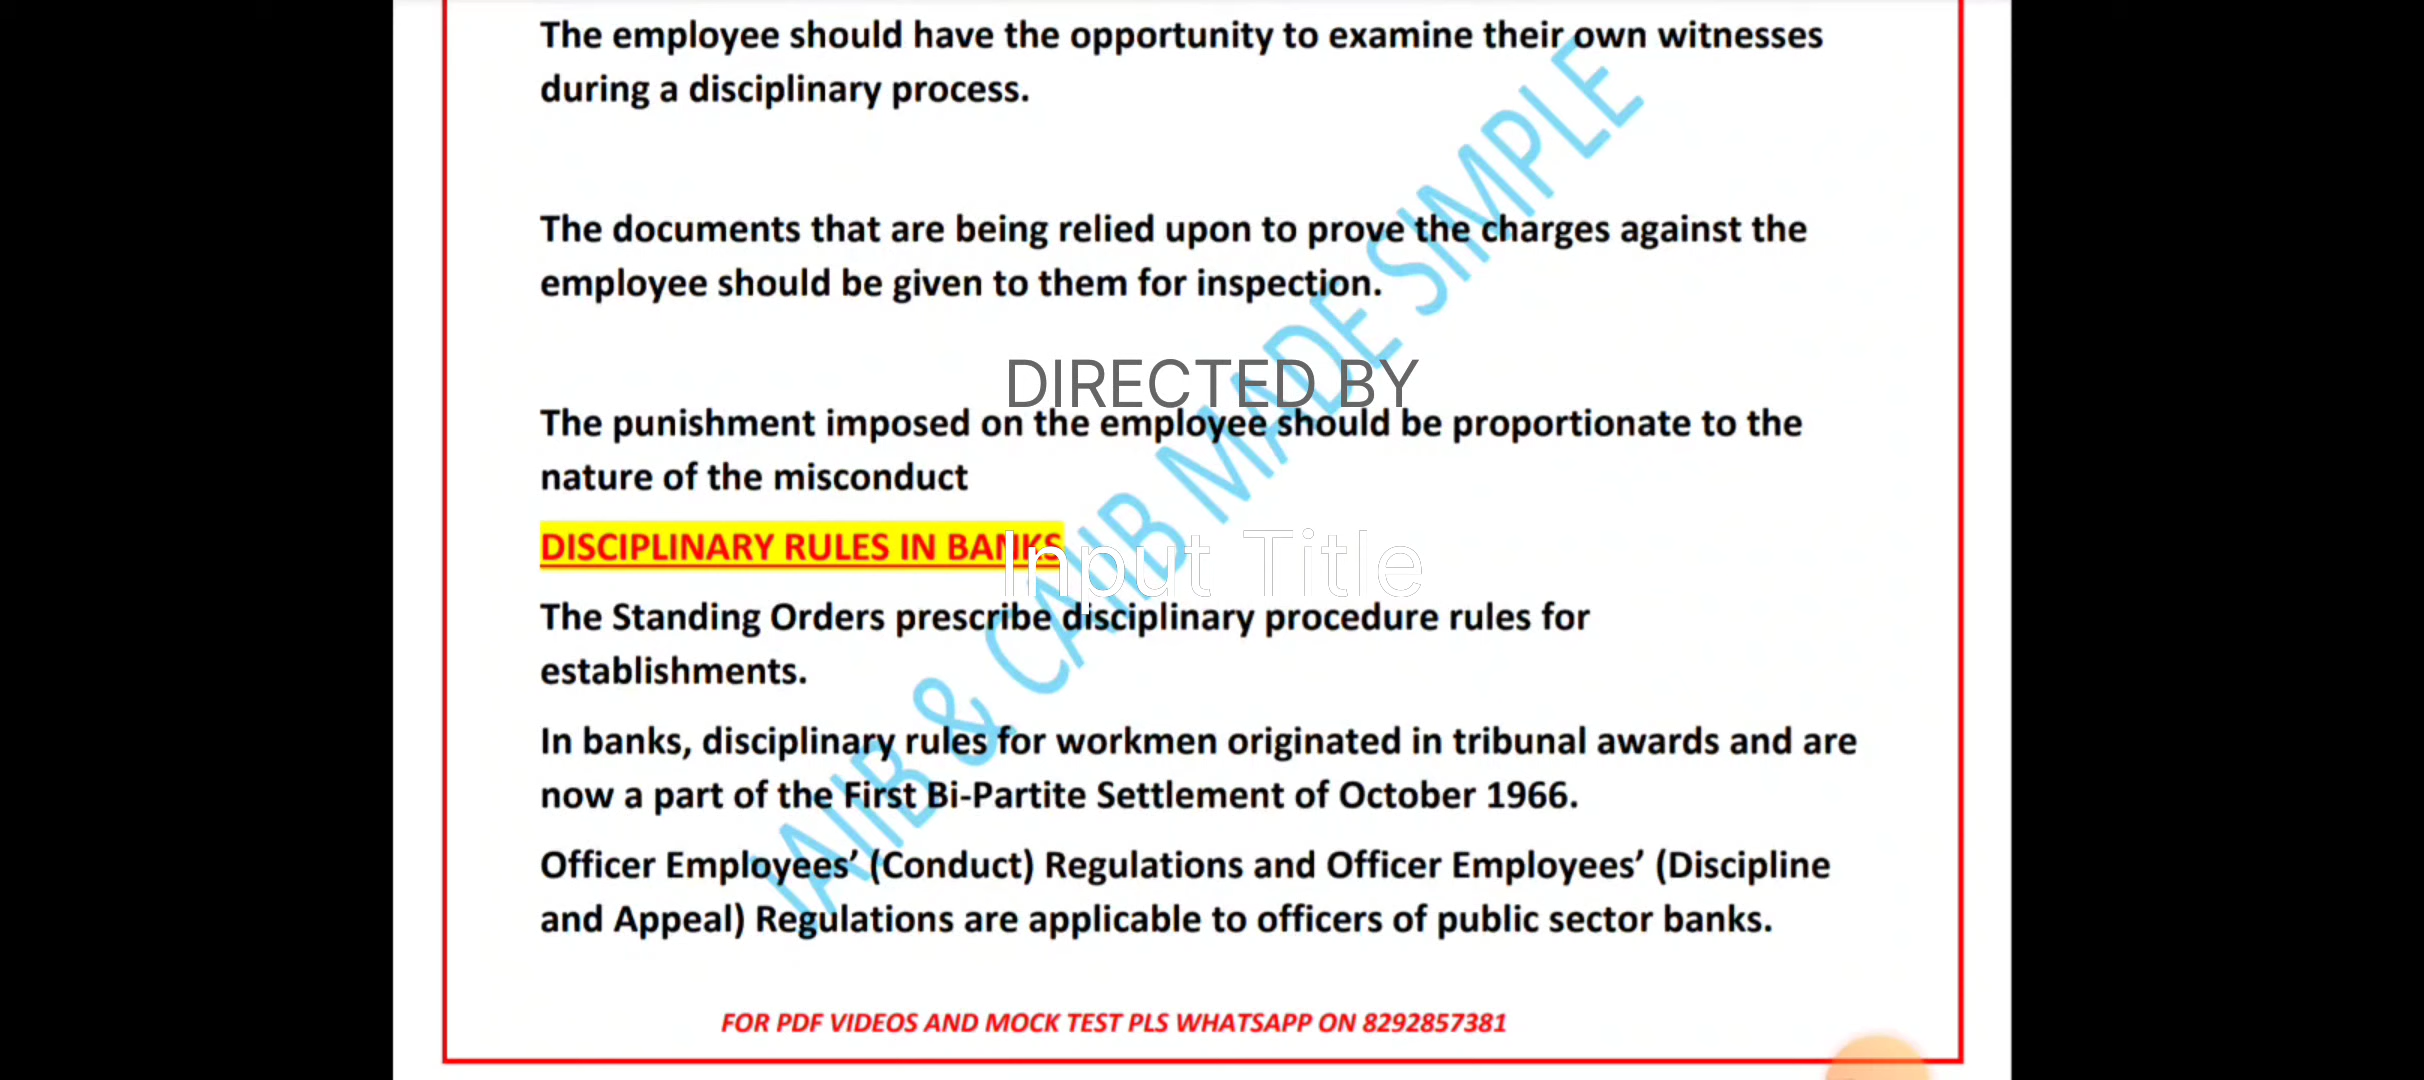 The employee should have the opportunity to examine their own witnesses
during a disciplinary process.
The documents that are being relied upon to prove the charges against the
employee should be given to them for inspection.
DIRECTED BY
The punishment imposed on the employee should be proportionate to the
nature of the misconduct
DISCIPLINARY RULES IN BANKS
Input Title
The Standing Orders prescribe disciplinary procedure rules for
establishments.
In banks, disciplinary rules for workmen originated in tribunal awards and are
now a part of the First Bi-Partite Settlement of October 1966.
Officer Employees’ (Conduct) Regulations and Officer Employees’ (Discipline
and Appeal) Regulations are applicable to officers of public sector banks.
JAIIB & CAIIB MADE SIMPLE
FOR PDF VIDEOS AND MOCK TEST PLS WHATSAPP ON 8292857381